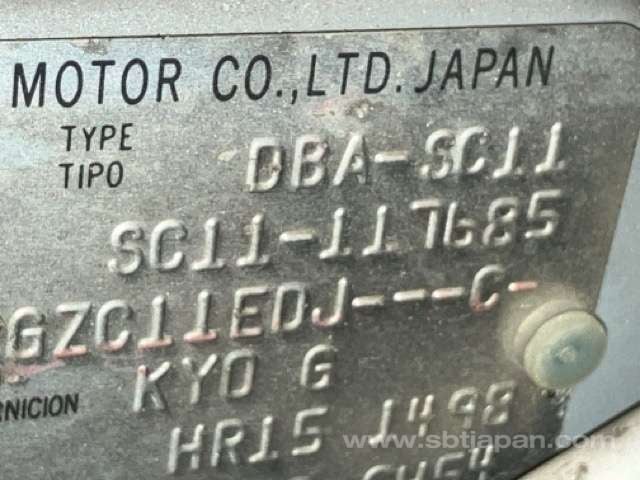 MOTOR CO.,LTD. JAPAN
TYPE
TIPO
DBA-SC11
SC11-117685
GZC11EDJ---C-
RNICION
KY0 G
HR15 1498
www.sbtjapan.com